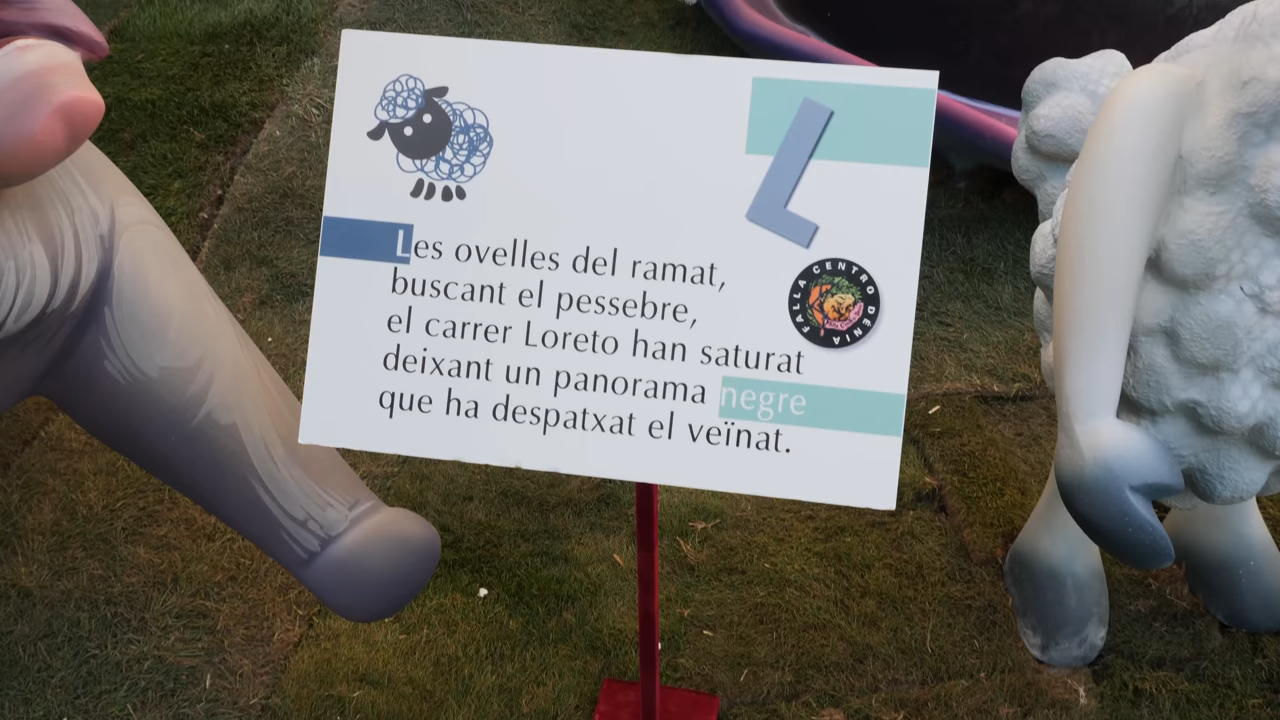 L
Les ovelles del ramat,
buscant el pessebre,
el carrer Loreto han saturat
deixant un panorama negre
que ha despatxat el veïnat.
FALLA CENTRO DÉNIA